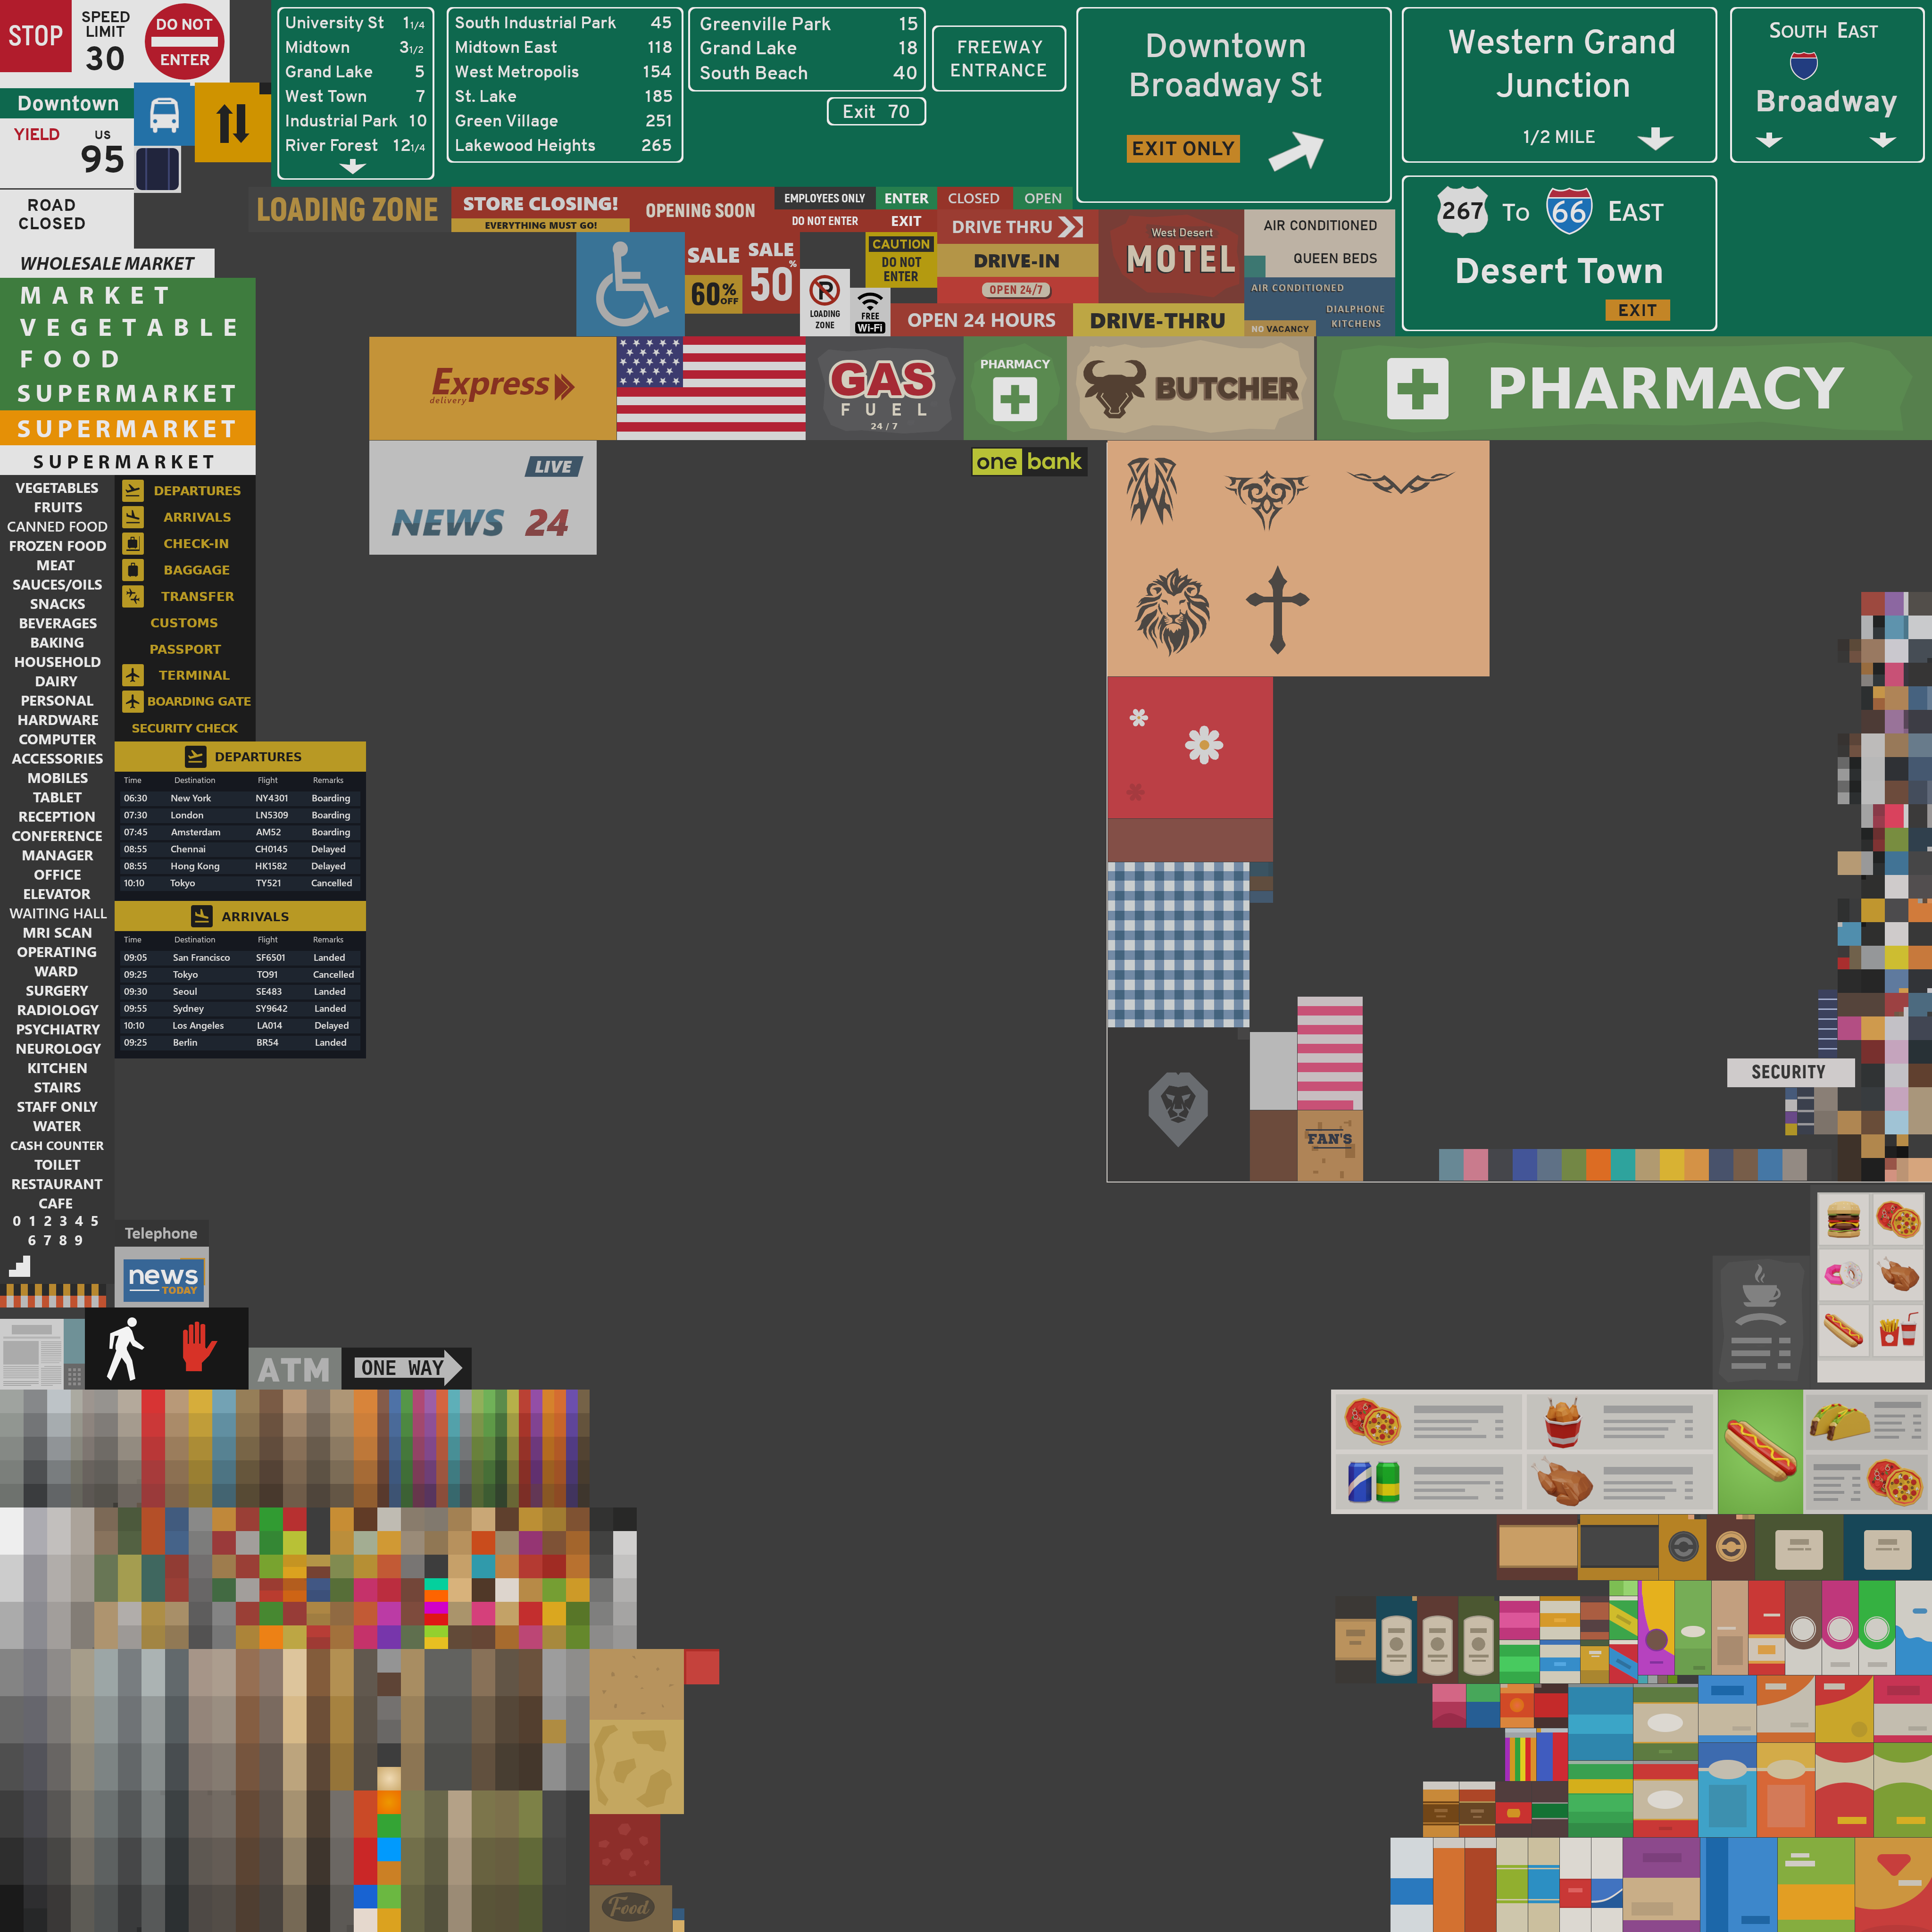 STOP
SPEED
LIMIT
30
DO NOT
ENTER
Downtown
YIELD
US
95
ROAD
CLOSED
University St 1 1/4
Midtown 3 1/2
Grand Lake 5
West Town 7
Industrial Park 10
River Forest 12 1/4
South Industrial Park 45
Midtown East 118
West Metropolis 154
St. Lake 185
Green Village 251
Lakewood Heights 265
Greenville Park 15
Grand Lake 18
South Beach 40
Exit 70
FREEWAY
ENTRANCE
Downtown
Broadway St
EXIT ONLY
Western Grand
Junction
1/2 MILE
SOUTH EAST
Broadway
267 TO 66 EAST
Desert Town
EXIT
LOADING ZONE
STORE CLOSING!
EVERYTHING MUST GO!
OPENING SOON
EMPLOYEES ONLY
DO NOT ENTER
ENTER
EXIT
CLOSED
OPEN
SALE
60% OFF
SALE
50%
P
LOADING
ZONE
FREE
Wi-Fi
CAUTION
DO NOT
ENTER
DRIVE THRU
DRIVE-IN
OPEN 24/7
OPEN 24 HOURS
DRIVE-THRU
West Desert
MOTEL
AIR CONDITIONED
QUEEN BEDS
AIR CONDITIONED
DIALPHONE
KITCHENS
NO VACANCY
WHOLESALE MARKET
MARKET
VEGETABLE
FOOD
SUPERMARKET
SUPERMARKET
SUPERMARKET
Express
delivery
GAS
FUEL
24 / 7
PHARMACY
BUTCHER
PHARMACY
LIVE
NEWS 24
one bank
VEGETABLES
FRUITS
CANNED FOOD
FROZEN FOOD
MEAT
SAUCES/OILS
SNACKS
BEVERAGES
BAKING
HOUSEHOLD
DAIRY
PERSONAL
HARDWARE
COMPUTER
ACCESSORIES
MOBILES
TABLET
RECEPTION
CONFERENCE
MANAGER
OFFICE
ELEVATOR
WAITING HALL
MRI SCAN
OPERATING
WARD
SURGERY
RADIOLOGY
PSYCHIATRY
NEUROLOGY
KITCHEN
STAIRS
STAFF ONLY
WATER
CASH COUNTER
TOILET
RESTAURANT
CAFE
0 1 2 3 4 5
6 7 8 9
DEPARTURES
ARRIVALS
CHECK-IN
BAGGAGE
TRANSFER
CUSTOMS
PASSPORT
TERMINAL
BOARDING GATE
SECURITY CHECK
DEPARTURES
Time Destination Flight Remarks
06:30 New York NY4301 Boarding
07:30 London LN5309 Boarding
07:45 Amsterdam AM52 Boarding
08:55 Chennai CH0145 Delayed
08:55 Hong Kong HK1582 Delayed
10:10 Tokyo TY521 Cancelled
ARRIVALS
Time Destination Flight Remarks
09:05 San Francisco SF6501 Landed
09:25 Tokyo TO91 Cancelled
09:30 Seoul SE483 Landed
09:55 Sydney SY9642 Landed
10:10 Los Angeles LA014 Delayed
09:25 Berlin BR54 Landed
FAN'S
SECURITY
Telephone
news
TODAY
ATM
ONE WAY
Food